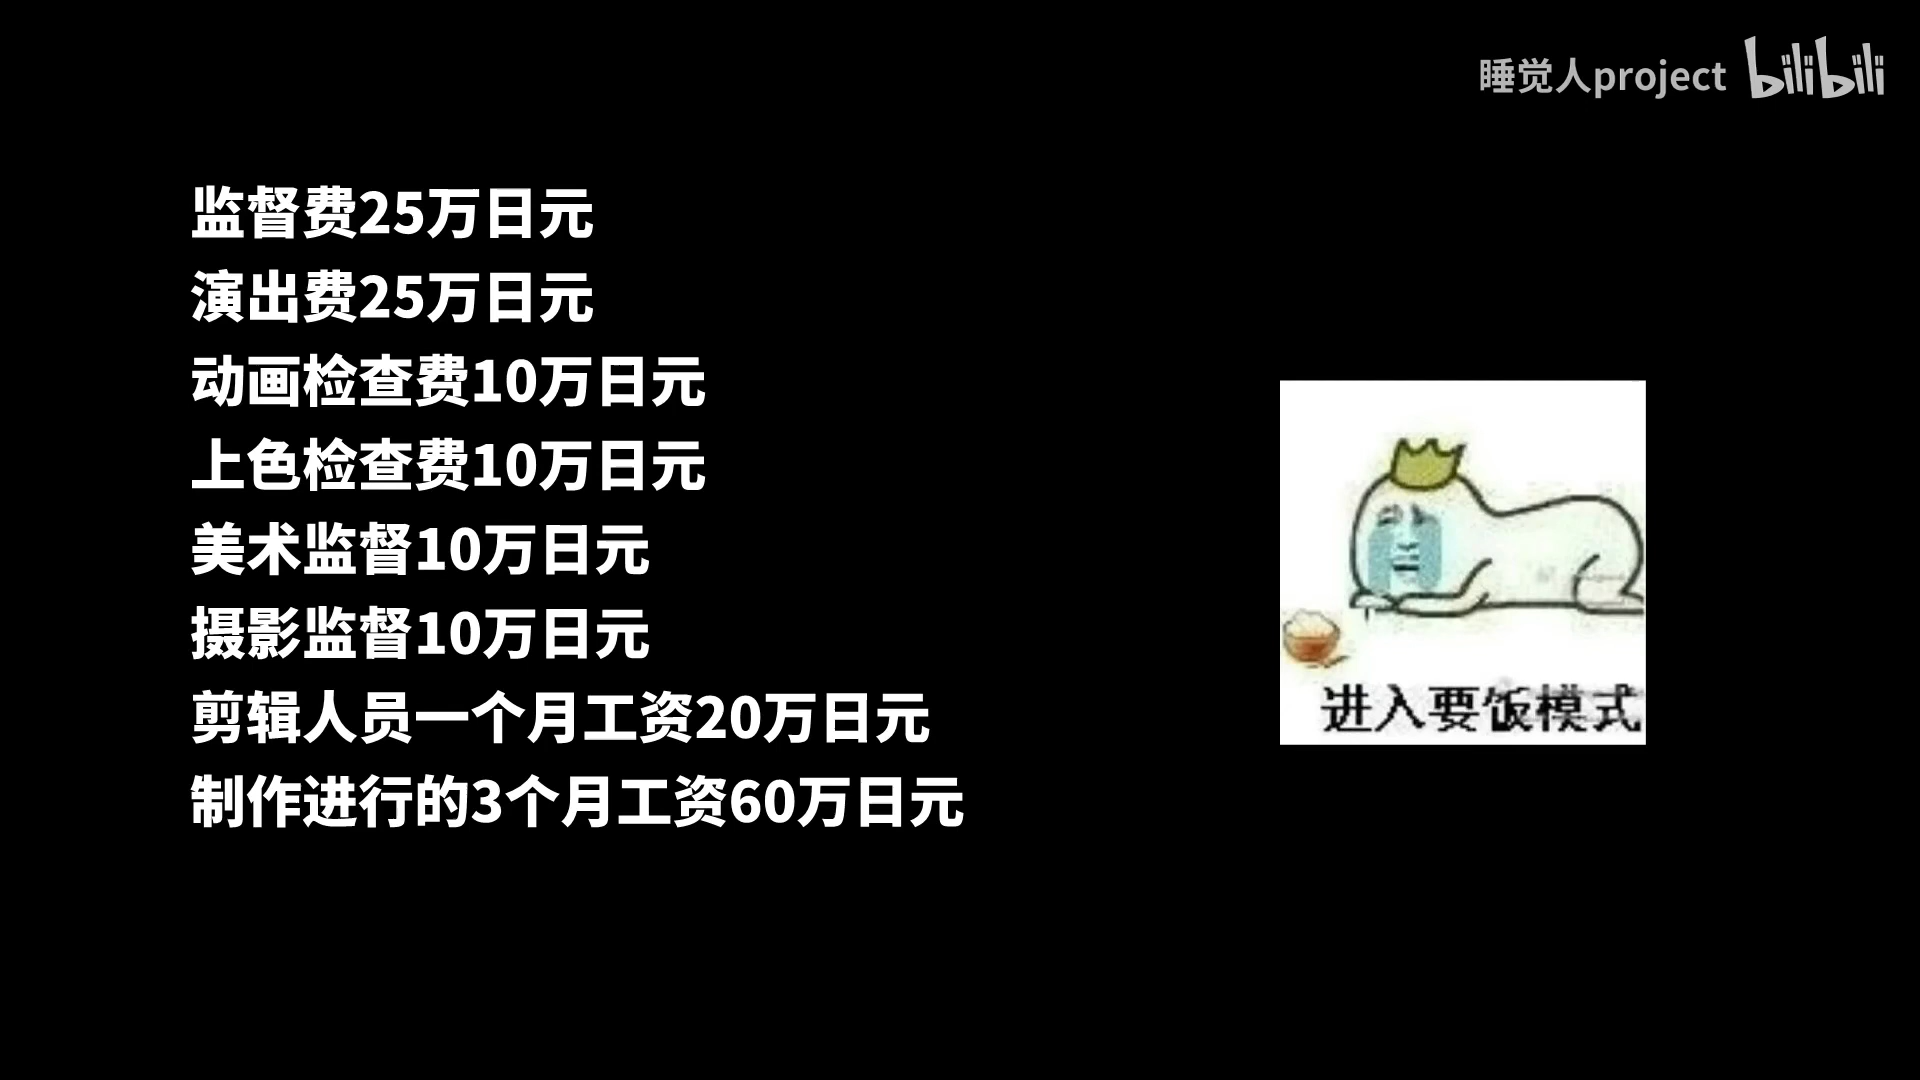 睡觉人project bilibili
监督费25万日元
演出费25万日元
动画检查费10万日元
上色检查费10万日元
美术监督10万日元
摄影监督10万日元
剪辑人员一个月工资20万日元
制作进行的3个月工资60万日元
进入要饭模式